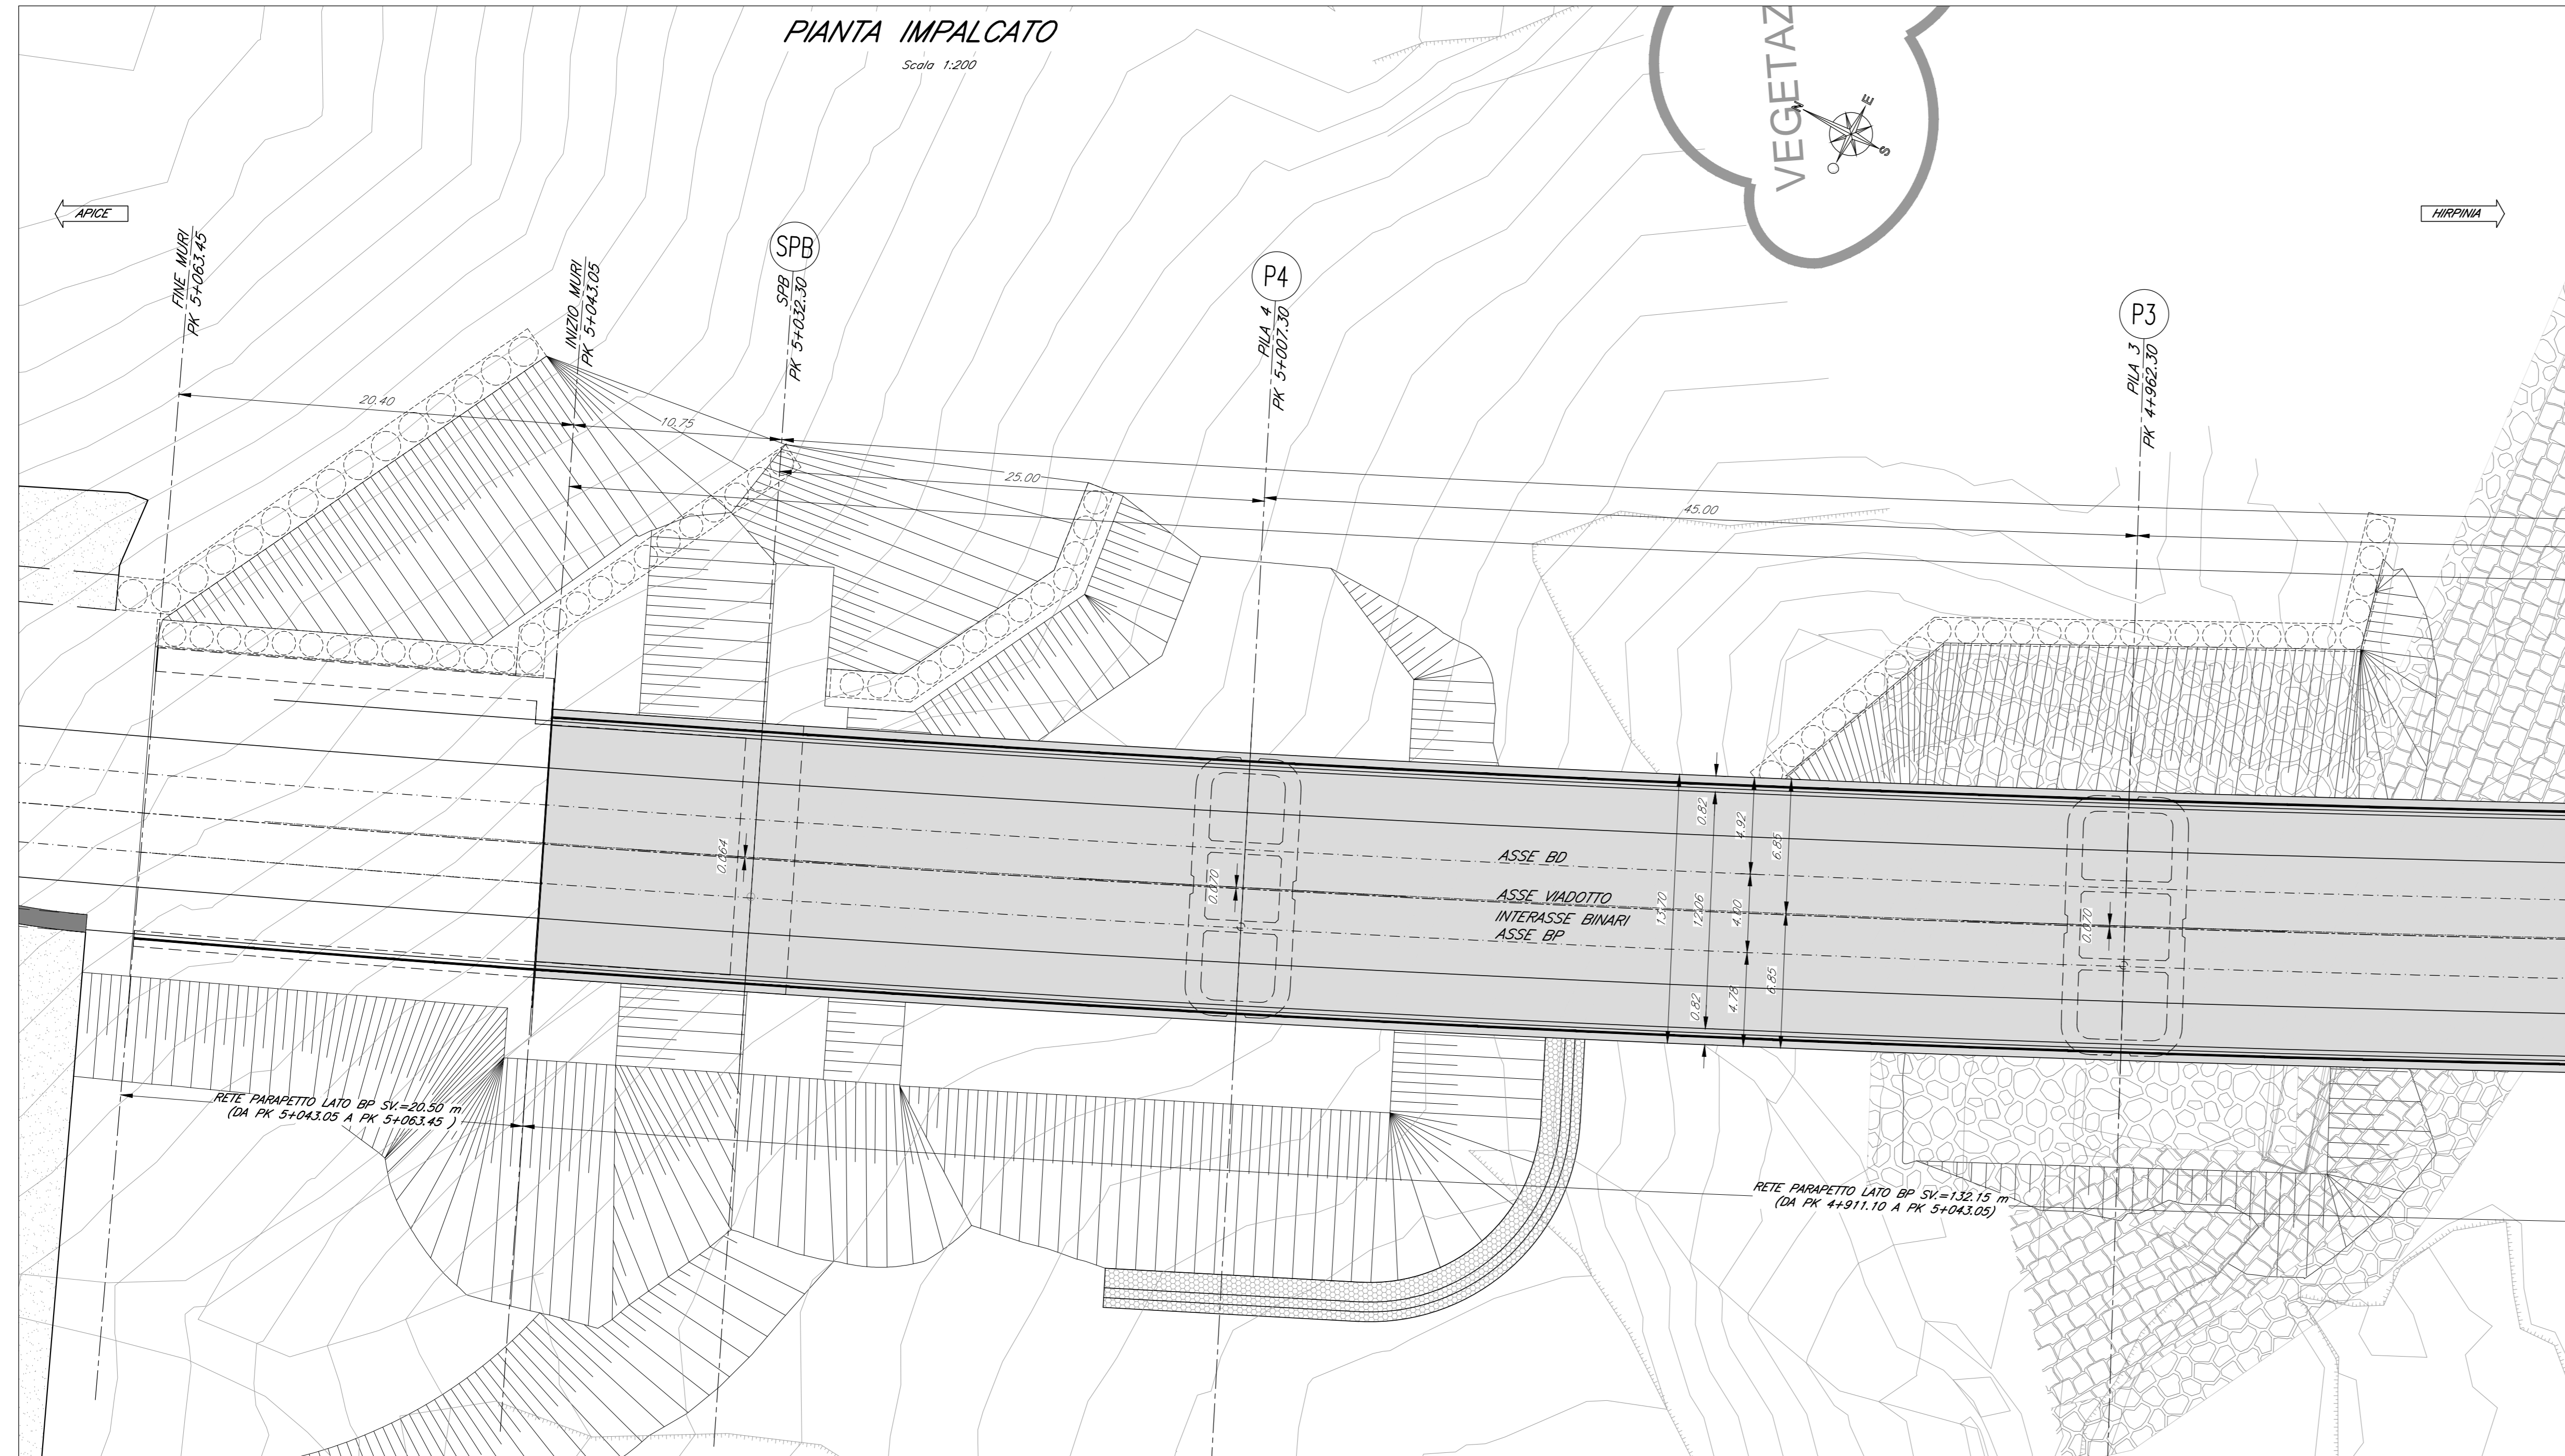 PIANTA IMPALCATO
Scala 1:200
N
E
S
O
APICE
HIRPINIA
FINE MURI
PK 5+063.45
INIZIO MURI
PK 5+043.05
SPB
SPB
PK 5+032.30
P4
PILA 4
PK 5+007.30
P3
PILA 3
PK 4+962.30
20.40
10.75
25.00
45.00
0.064
0.070
0.070
ASSE BD
ASSE VIADOTTO
INTERASSE BINARI
ASSE BP
13.70
0.82
12.06
0.82
4.92
4.00
4.78
6.85
6.85
RETE PARAPETTO LATO BP SV.=20.50 m
(DA PK 5+043.05 A PK 5+063.45 )
RETE PARAPETTO LATO BP SV.=132.15 m
(DA PK 4+911.10 A PK 5+043.05)